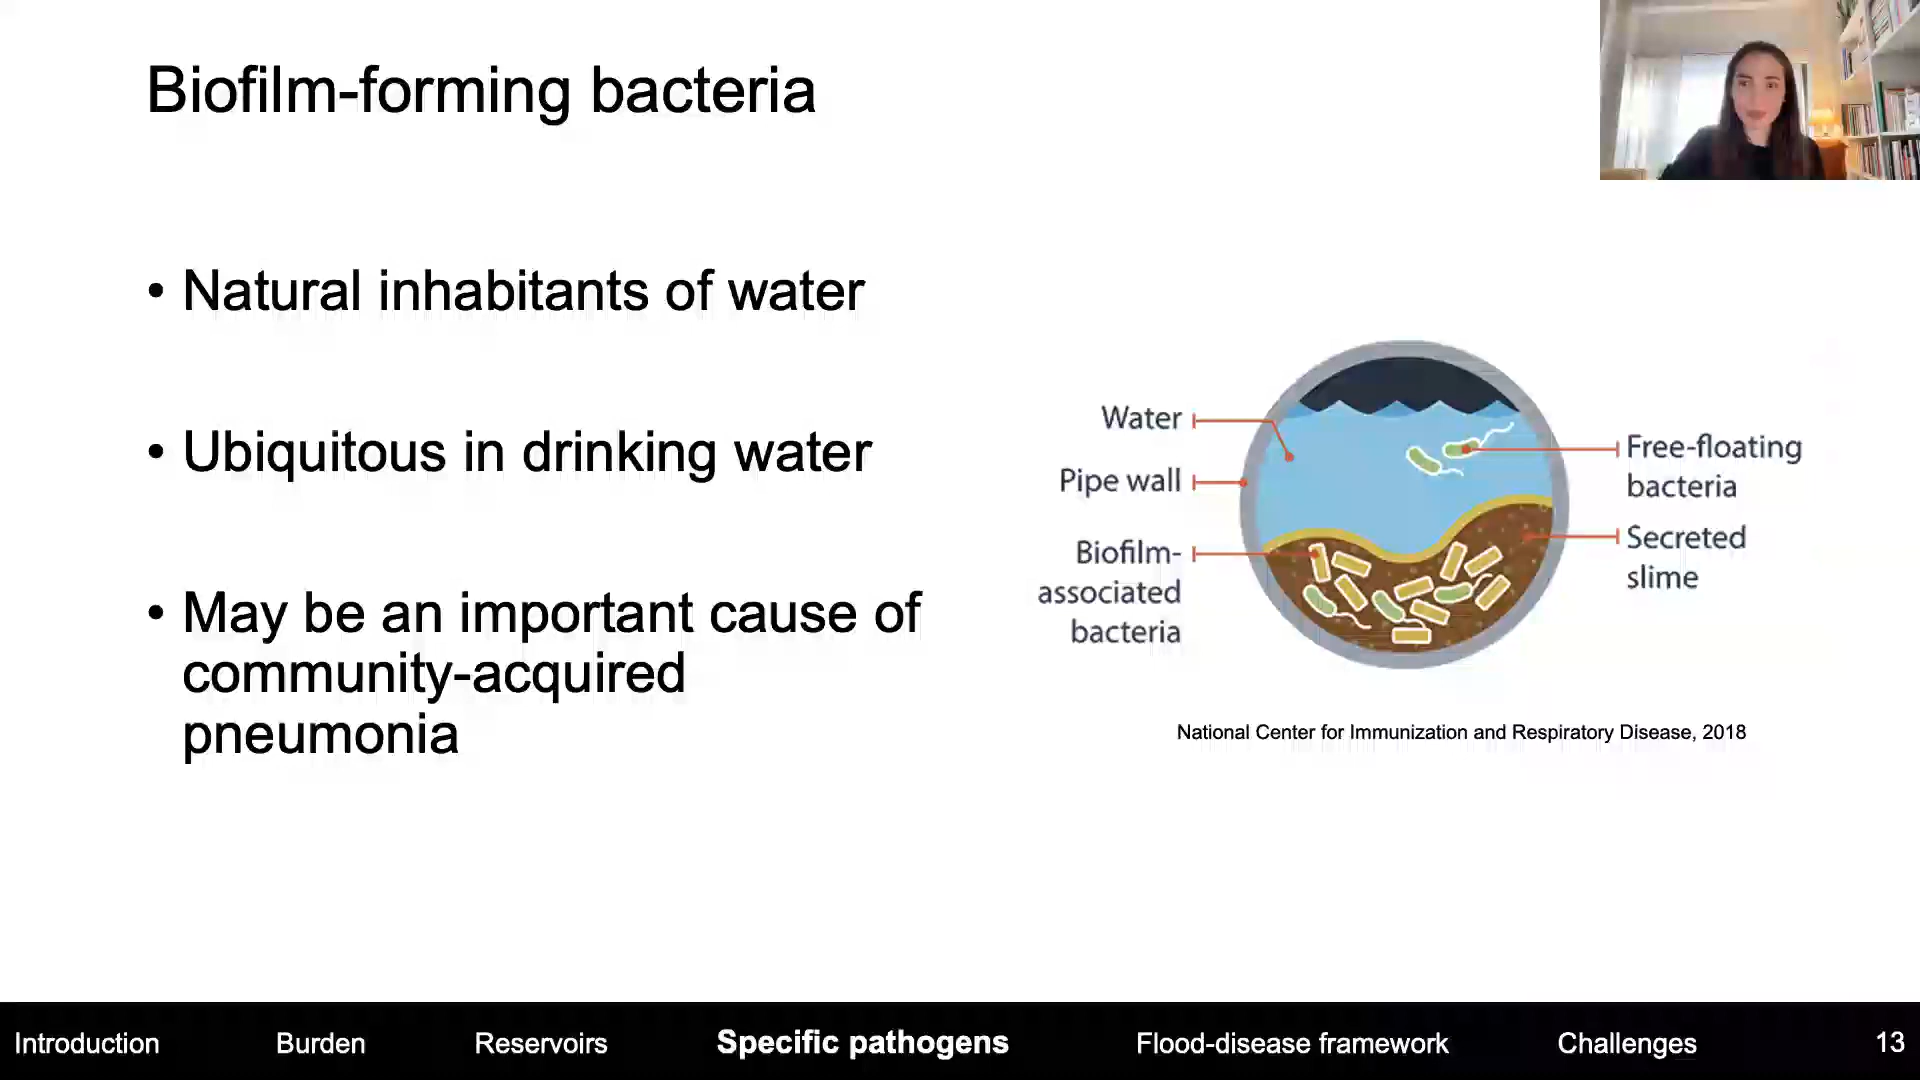 Biofilm-forming bacteria
• Natural inhabitants of water
• Ubiquitous in drinking water
• May be an important cause of
community-acquired
pneumonia
Water
Pipe wall
Biofilm-
associated
bacteria
Free-floating
bacteria
Secreted
slime
National Center for Immunization and Respiratory Disease, 2018
Introduction Burden Reservoirs Specific pathogens Flood-disease framework Challenges 13